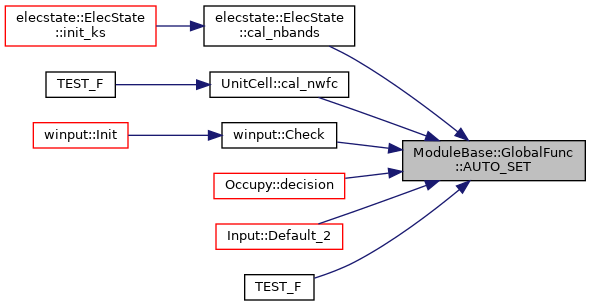 elecstate::ElecState
::init_ks
elecstate::ElecState
::cal_nbands
TEST_F
UnitCell::cal_nwfc
winput::Init
winput::Check
ModuleBase::GlobalFunc
::AUTO_SET
Occupy::decision
Input::Default_2
TEST_F